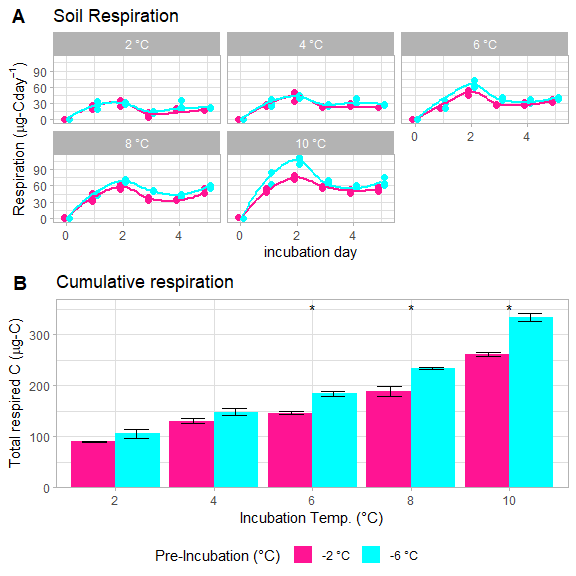 A Soil Respiration
2 °C 4 °C 6 °C
90
60
30
0
0 2 4
8 °C 10 °C
90
60
30
0
0 2 4 0 2 4
Respiration (μg-Cday⁻¹)
incubation day
B Cumulative respiration
* * *
300
200
100
0
2 4 6 8 10
Total respired C (μg-C)
Incubation Temp. (°C)
Pre-Incubation (°C) -2 °C -6 °C